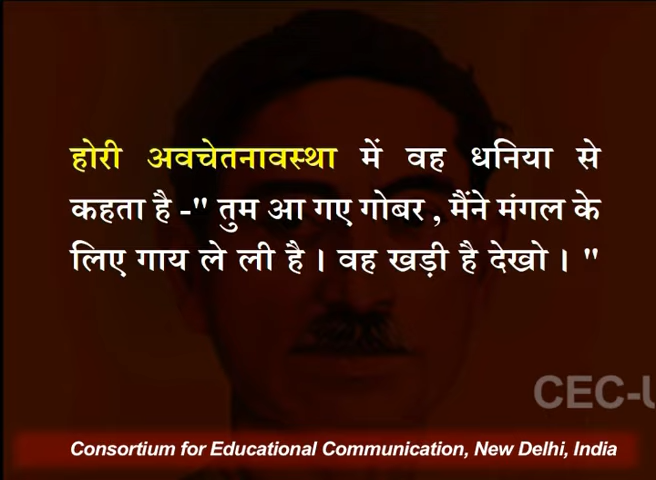 होरी अवचेतनावस्था में वह धनिया से
कहता है -" तुम आ गए गोबर , मैंने मंगल के
लिए गाय ले ली है । वह खड़ी है देखो । "
CEC-U
Consortium for Educational Communication, New Delhi, India